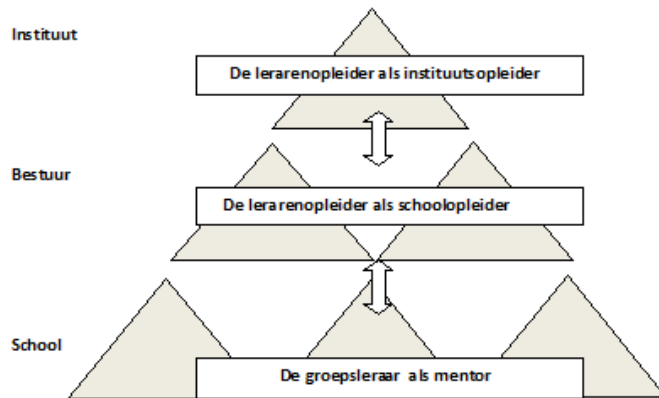 Instituut
De lerarenopleider als instituutsopleider
Bestuur
De lerarenopleider als schoolopleider
School
De groepsleraar als mentor